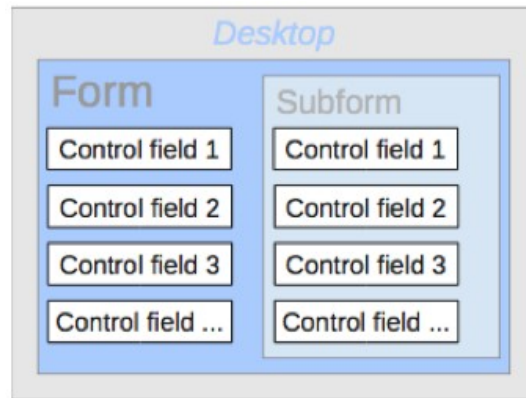 Desktop
Form
Control field 1
Control field 2
Control field 3
Control field ...
Subform
Control field 1
Control field 2
Control field 3
Control field ...